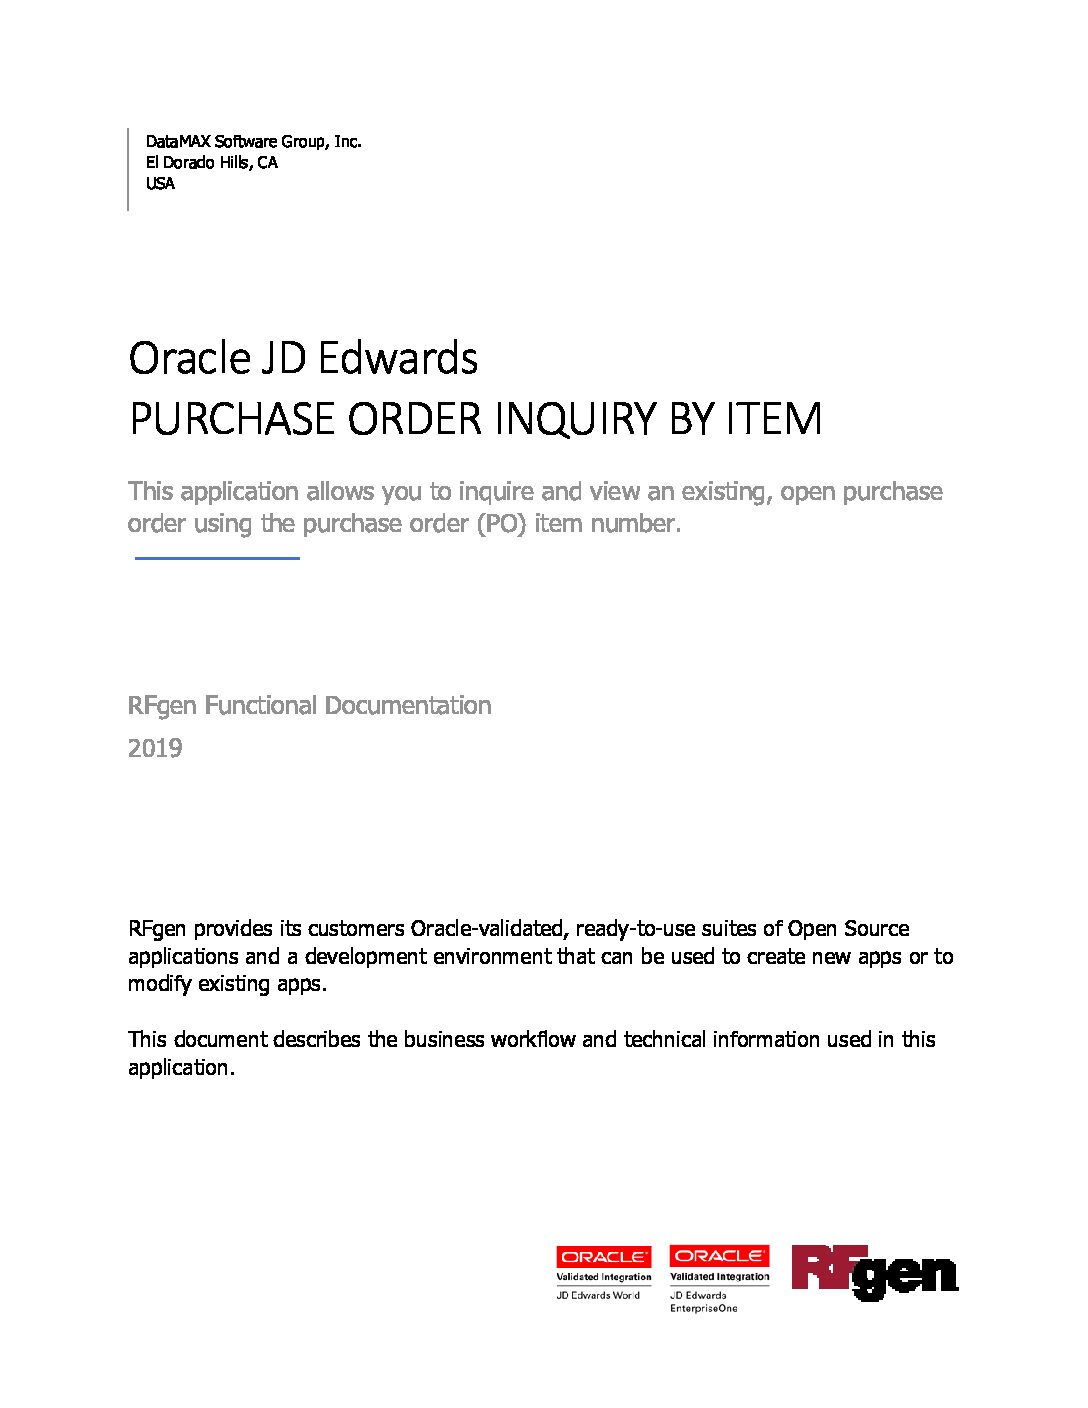 DataMAX Software Group, Inc.
El Dorado Hills, CA
USA
Oracle JD Edwards
PURCHASE ORDER INQUIRY BY ITEM
This application allows you to inquire and view an existing, open purchase
order using the purchase order (PO) item number.
RFgen Functional Documentation
2019
RFgen provides its customers Oracle-validated, ready-to-use suites of Open Source
applications and a development environment that can be used to create new apps or to
modify existing apps.
This document describes the business workflow and technical information used in this
application.
ORACLE
Validated Integration
JD Edwards World
ORACLE
Validated Integration
JD Edwards
EnterpriseOne
RFgen